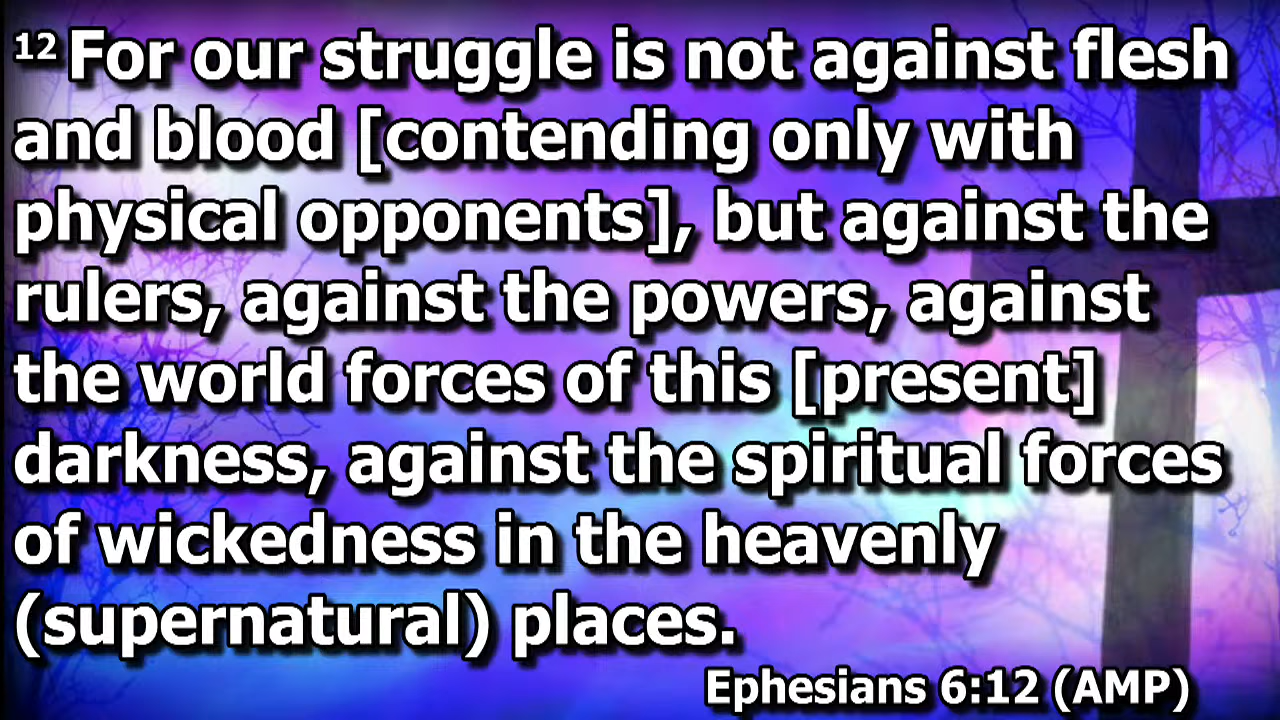 12 For our struggle is not against flesh
and blood [contending only with
physical opponents], but against the
rulers, against the powers, against
the world forces of this [present]
darkness, against the spiritual forces
of wickedness in the heavenly
(supernatural) places.
Ephesians 6:12 (AMP)